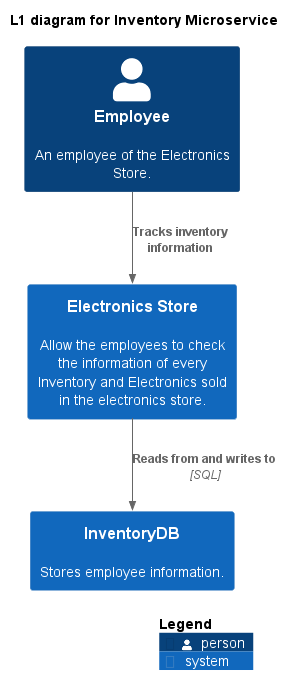 L1 diagram for Inventory Microservice
Employee
An employee of the Electronics
Store.
Tracks inventory
information
Electronics Store
Allow the employees to check
the information of every
Inventory and Electronics sold
in the electronics store.
Reads from and writes to
[SQL]
InventoryDB
Stores employee information.
Legend
person
system